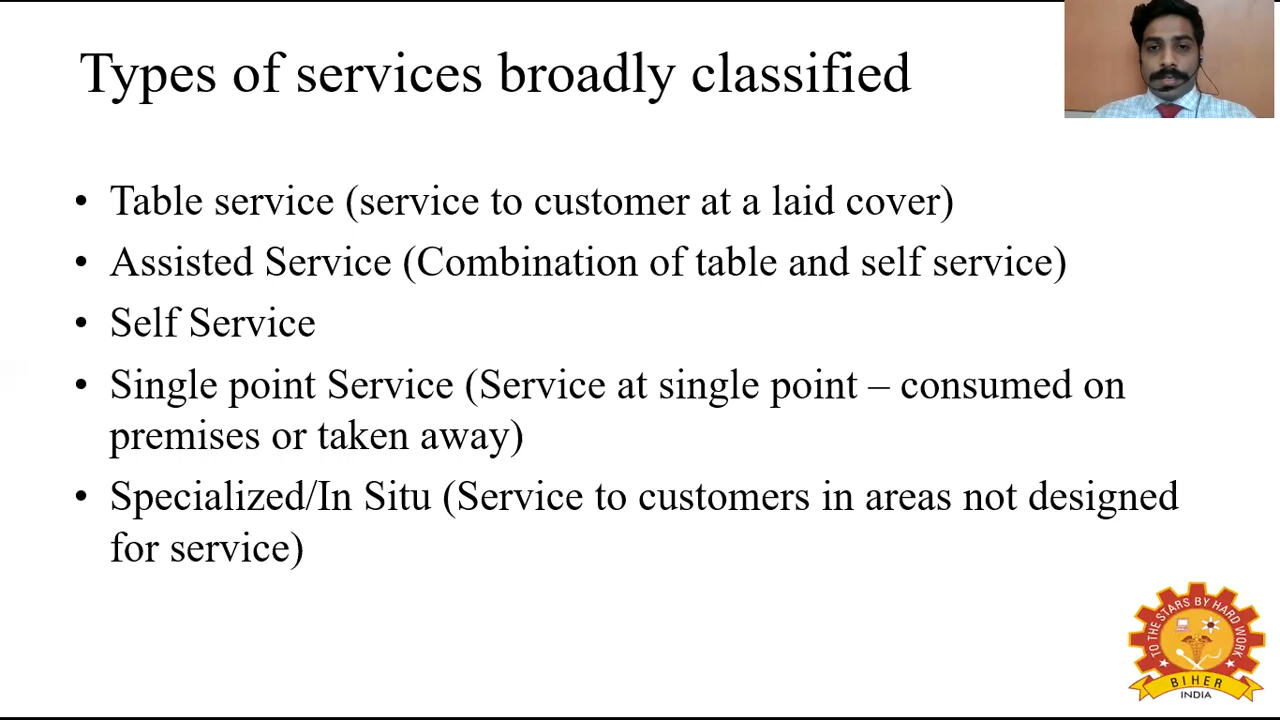 Types of services broadly classified
• Table service (service to customer at a laid cover)
• Assisted Service (Combination of table and self service)
• Self Service
• Single point Service (Service at single point – consumed on
premises or taken away)
• Specialized/In Situ (Service to customers in areas not designed
for service)
TO THE STARS BY HARD WORK
BIHER
INDIA